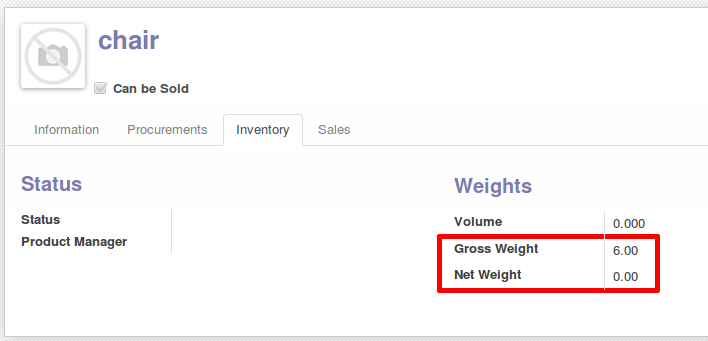 chair
Can be Sold
Information Procurements Inventory Sales
Status
Status
Product Manager
Weights
Volume 0.000
Gross Weight 6.00
Net Weight 0.00